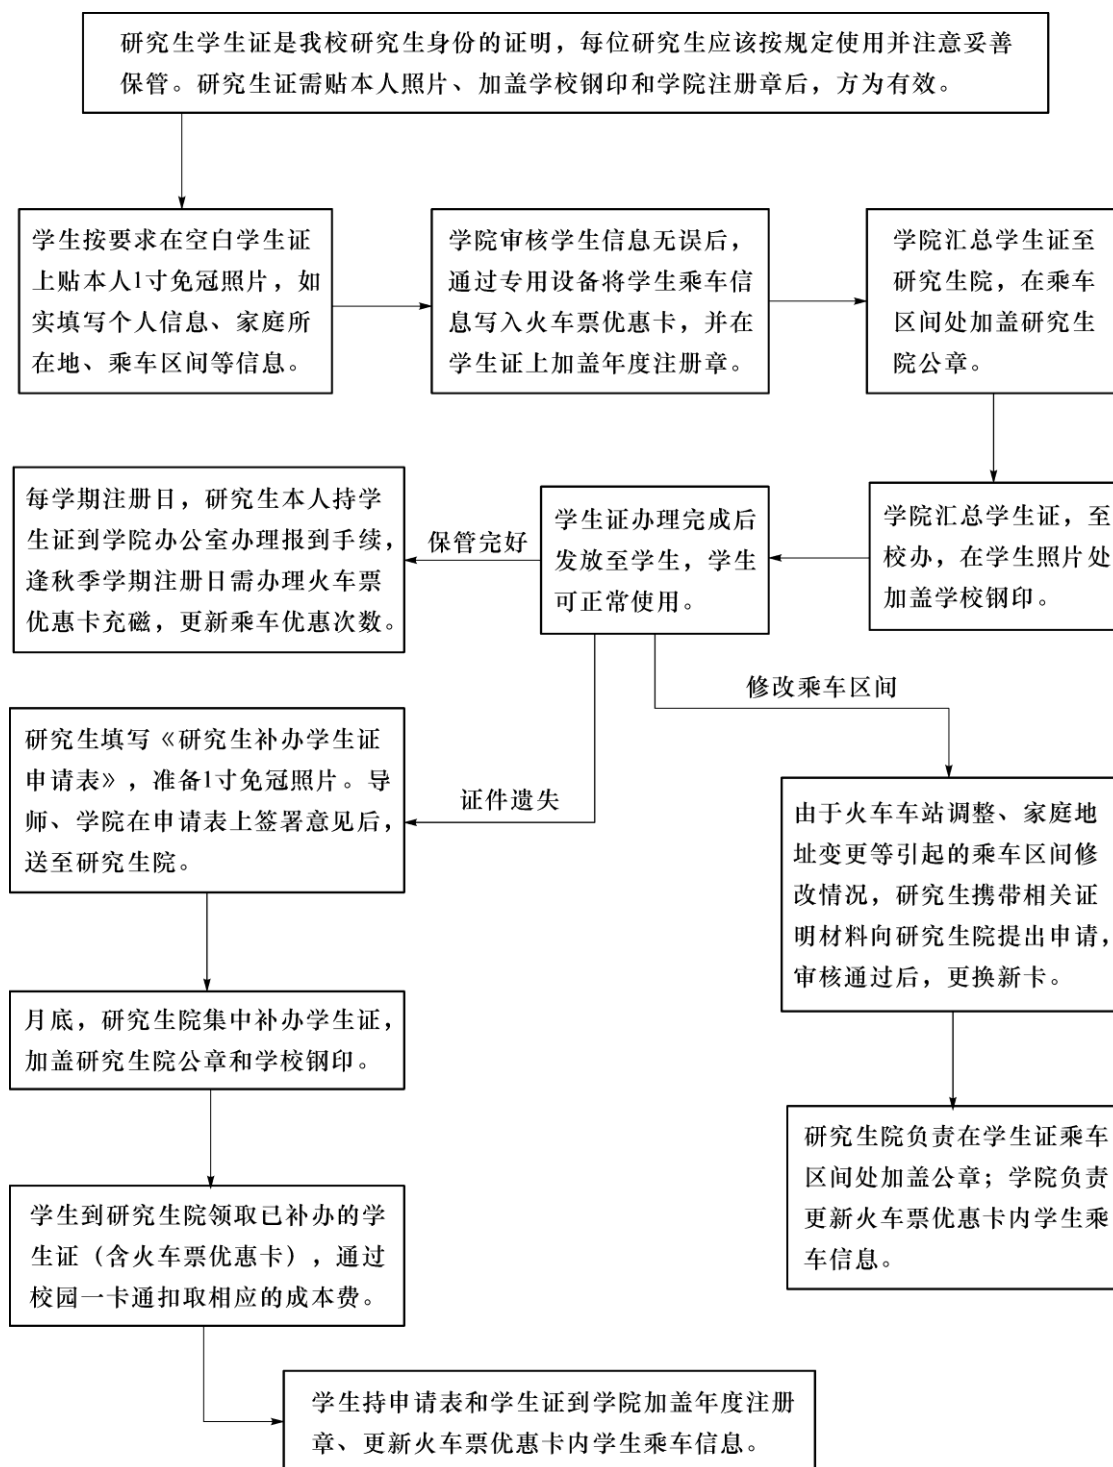 研究生学生证是我校研究生身份的证明，每位研究生应该按规定使用并注意妥善
保管。研究生证需贴本人照片、加盖学校钢印和学院注册章后，方为有效。
学生按要求在空白学生证
上贴本人1寸免冠照片，如
实填写个人信息、家庭所
在地、乘车区间等信息。
学院审核学生信息无误后，
通过专用设备将学生乘车信
息写入火车票优惠卡，并在
学生证上加盖年度注册章。
学院汇总学生证至
研究生院，在乘车
区间处加盖研究生
院公章。
学院汇总学生证，至
校办，在学生照片处
加盖学校钢印。
学生证办理完成后
发放至学生，学生
可正常使用。
保管完好
每学期注册日，研究生本人持学
生证到学院办公室办理报到手续，
逢秋季学期注册日需办理火车票
优惠卡充磁，更新乘车优惠次数。
证件遗失
研究生填写《研究生补办学生证
申请表》，准备1寸免冠照片。导
师、学院在申请表上签署意见后，
送至研究生院。
月底，研究生院集中补办学生证，
加盖研究生院公章和学校钢印。
学生到研究生院领取已补办的学
生证（含火车票优惠卡），通过
校园一卡通扣取相应的成本费。
学生持申请表和学生证到学院加盖年度注册
章、更新火车票优惠卡内学生乘车信息。
修改乘车区间
由于火车车站调整、家庭地
址变更等引起的乘车区间修
改情况，研究生携带相关证
明材料向研究生院提出申请，
审核通过后，更换新卡。
研究生院负责在学生证乘车
区间处加盖公章；学院负责
更新火车票优惠卡内学生乘
车信息。